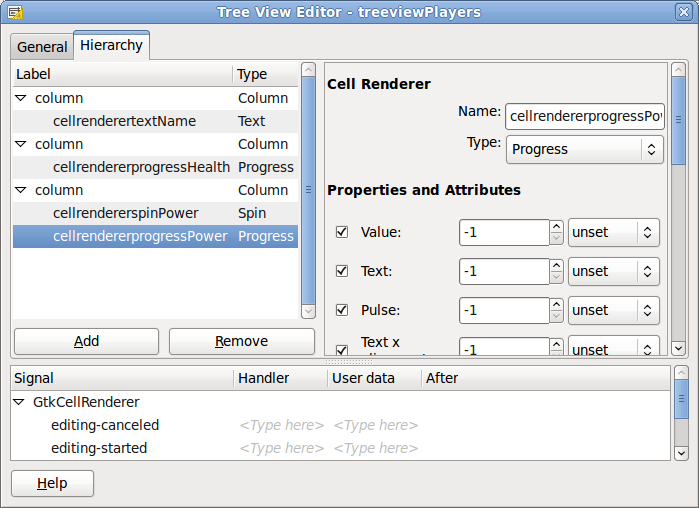 Tree View Editor - treeviewPlayers
General Hierarchy
Label Type
column Column
cellrenderertextName Text
column Column
cellrendererprogressHealth Progress
column Column
cellrendererspinPower Spin
cellrendererprogressPower Progress
Add Remove
Cell Renderer
Name: cellrendererprogressPo
Type: Progress
Properties and Attributes
Value: -1 unset
Text: -1 unset
Pulse: -1 unset
Text x -1 unset
Signal Handler User data After
GtkCellRenderer
editing-canceled <Type here> <Type here>
editing-started <Type here> <Type here>
Help